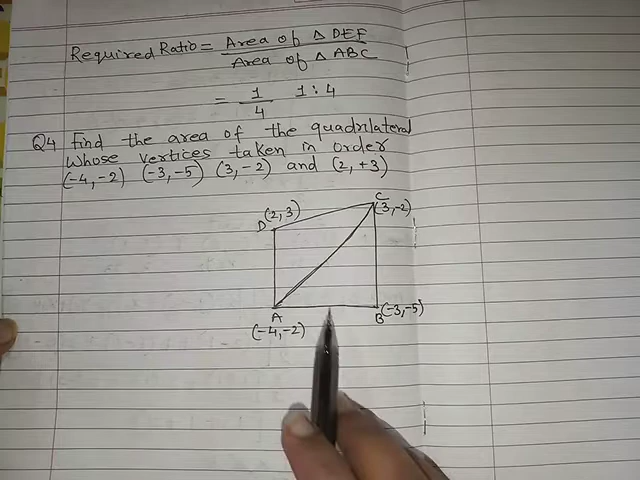 Required Ratio = Area of △ DEF
Area of △ ABC
= 1/4 1:4
Q4 Find the area of the quadrilateral
whose vertices taken in order
(-4,-2) (-3,-5) (3,-2) and (2,+3)
C
D (2,3) (3,-2)
A B (-3,-5)
(-4,-2)